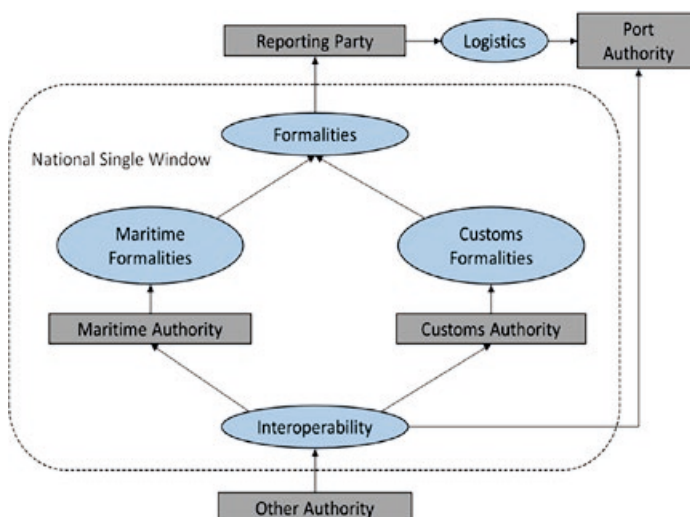 Reporting Party
Logistics
Port
Authority
Formalities
National Single Window
Maritime
Formalities
Customs
Formalities
Maritime Authority
Customs Authority
Interoperability
Other Authority